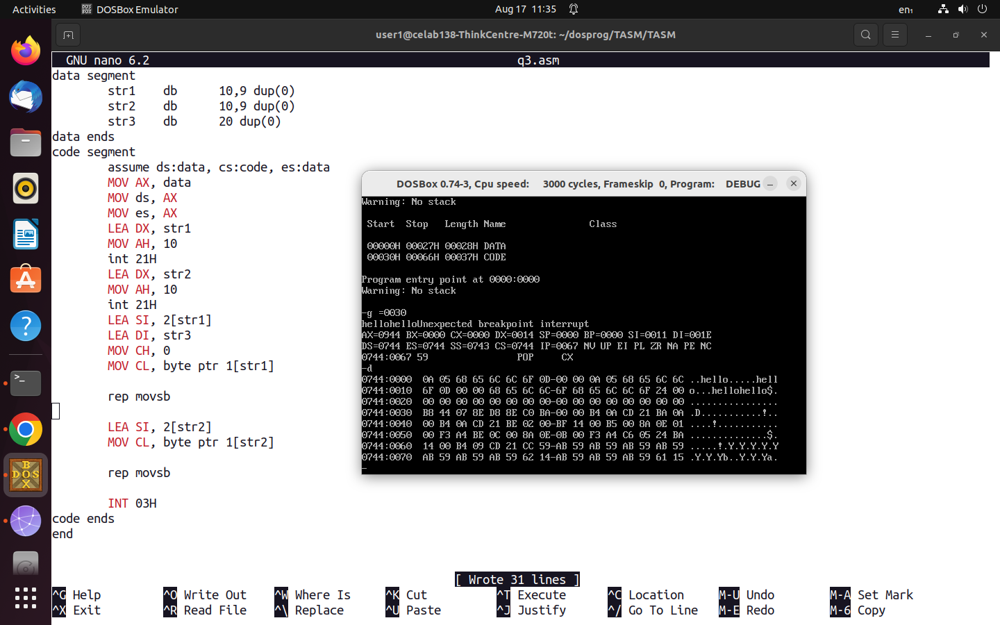 Activities DOSBox Emulator Aug 17 11:35 en₁
user1@celab138-ThinkCentre-M720t: ~/dosprog/TASM/TASM
GNU nano 6.2 q3.asm
data segment
str1 db 10,9 dup(0)
str2 db 10,9 dup(0)
str3 db 20 dup(0)
data ends
code segment
assume ds:data, cs:code, es:data
MOV AX, data
MOV ds, AX
MOV es, AX
LEA DX, str1
MOV AH, 10
int 21H
LEA DX, str2
MOV AH, 10
int 21H
LEA SI, 2[str1]
LEA DI, str3
MOV CH, 0
MOV CL, byte ptr 1[str1]
rep movsb
LEA SI, 2[str2]
MOV CL, byte ptr 1[str2]
rep movsb
INT 03H
code ends
end
[ Wrote 31 lines ]
^G Help ^O Write Out ^W Where Is ^K Cut ^T Execute ^C Location M-U Undo M-A Set Mark
^X Exit ^R Read File ^\ Replace ^U Paste ^J Justify ^/ Go To Line M-E Redo M-6 Copy
DOSBox 0.74-3, Cpu speed: 3000 cycles, Frameskip 0, Program: DEBUG
Warning: No stack
Start Stop Length Name Class
00000H 00027H 00028H DATA
00030H 00066H 00037H CODE
Program entry point at 0000:0000
Warning: No stack
-g =0030
hellohelloUnexpected breakpoint interrupt
AX=0944 BX=0000 CX=0000 DX=0014 SP=0000 BP=0000 SI=0011 DI=001E
DS=0744 ES=0744 SS=0743 CS=0744 IP=0067 NV UP EI PL ZR NA PE NC
0744:0067 59 POP CX
-d
0744:0000 0A 05 68 65 6C 6C 6F 0D-00 00 0A 05 68 65 6C 6C ..hello.....hell
0744:0010 6F 0D 00 00 68 65 6C 6C-6F 68 65 6C 6C 6F 24 00 o...hellohello$.
0744:0020 00 00 00 00 00 00 00 00-00 00 00 00 00 00 00 00 ................
0744:0030 B8 44 07 8E D8 8E C0 BA-00 00 B4 0A CD 21 BA 0A .D...........!..
0744:0040 00 B4 0A CD 21 BE 02 00-BF 14 00 B5 00 8A 0E 01 ....!...........
0744:0050 00 F3 A4 BE 0C 00 8A 0E-0B 00 F3 A4 C6 05 24 BA ..............$.
0744:0060 14 00 B4 09 CD 21 CC 59-AB 59 AB 59 AB 59 AB 59 .....!.Y.Y.Y.Y.Y
0744:0070 AB 59 AB 59 AB 59 62 14-AB 59 AB 59 AB 59 61 15 .Y.Y.Yb..Y.Y.Ya.
-